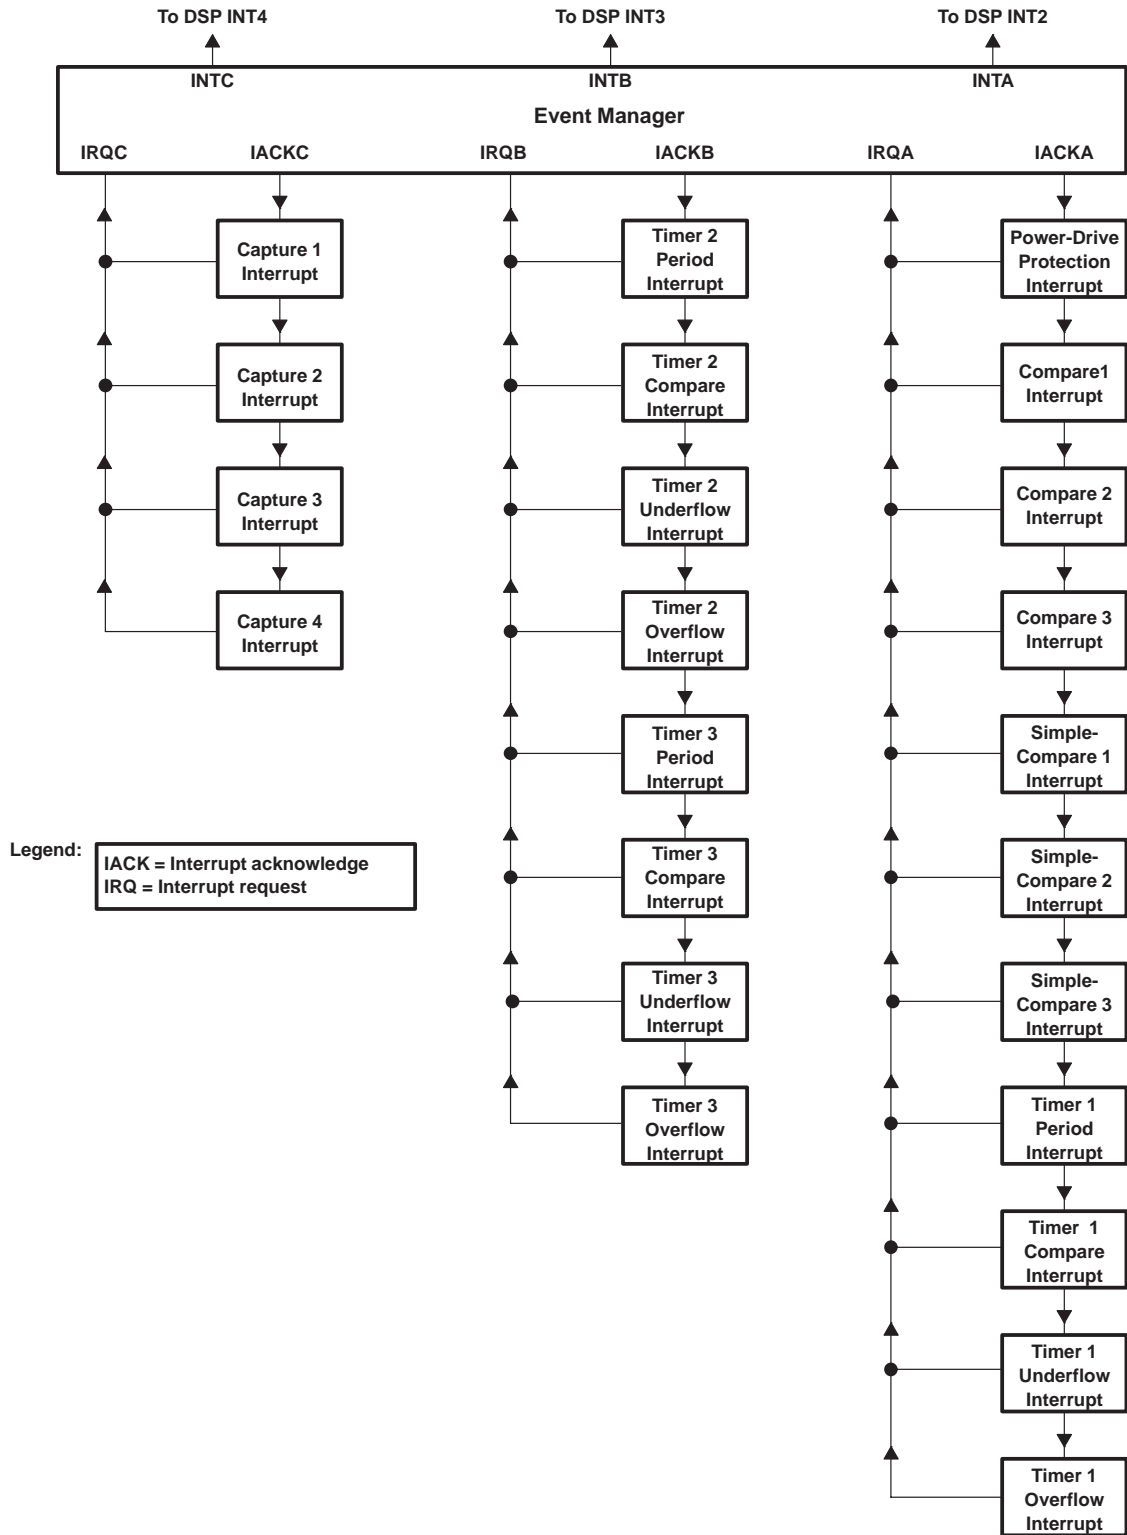 To DSP INT4
To DSP INT3
To DSP INT2
INTC
INTB
INTA
Event Manager
IRQC
IACKC
IRQB
IACKB
IRQA
IACKA
Capture 1
Interrupt
Capture 2
Interrupt
Capture 3
Interrupt
Capture 4
Interrupt
Timer 2
Period
Interrupt
Timer 2
Compare
Interrupt
Timer 2
Underflow
Interrupt
Timer 2
Overflow
Interrupt
Timer 3
Period
Interrupt
Timer 3
Compare
Interrupt
Timer 3
Underflow
Interrupt
Timer 3
Overflow
Interrupt
Power-Drive
Protection
Interrupt
Compare1
Interrupt
Compare 2
Interrupt
Compare 3
Interrupt
Simple-
Compare 1
Interrupt
Simple-
Compare 2
Interrupt
Simple-
Compare 3
Interrupt
Timer 1
Period
Interrupt
Timer 1
Compare
Interrupt
Timer 1
Underflow
Interrupt
Timer 1
Overflow
Interrupt
Legend:
IACK = Interrupt acknowledge
IRQ = Interrupt request